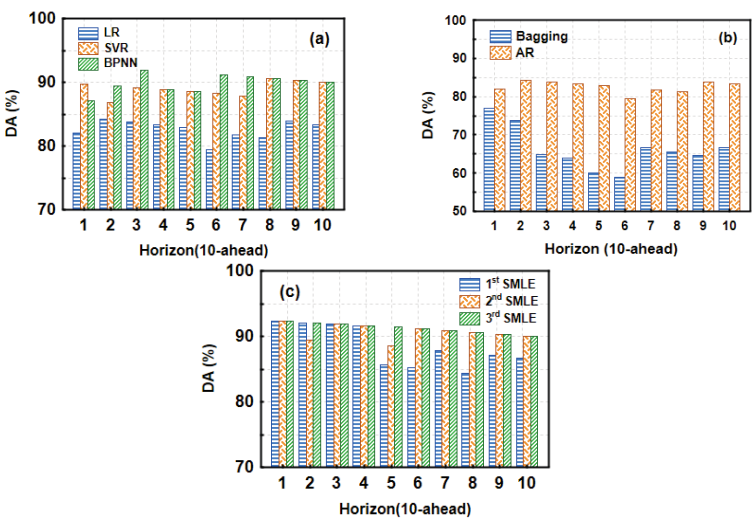 (a)
LR
SVR
BPNN
DA (%)
100
90
80
70
1 2 3 4 5 6 7 8 9 10
Horizon(10-ahead)
(b)
Bagging
AR
DA (%)
100
90
80
70
60
50
1 2 3 4 5 6 7 8 9 10
Horizon (10-ahead)
(c)
1st SMLE
2nd SMLE
3rd SMLE
DA (%)
100
90
80
70
1 2 3 4 5 6 7 8 9 10
Horizon(10-ahead)